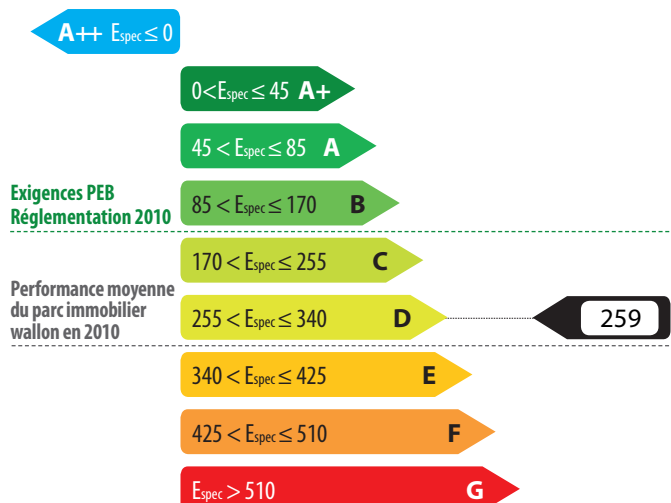 A++ Espec ≤ 0
0<Espec ≤ 45 A+
45 < Espec ≤ 85 A
Exigences PEB
Réglementation 2010
85 < Espec ≤ 170 B
170 < Espec ≤ 255 C
Performance moyenne
du parc immobilier
wallon en 2010
255 < Espec ≤ 340 D
259
340 < Espec ≤ 425 E
425 < Espec ≤ 510 F
Espec > 510 G